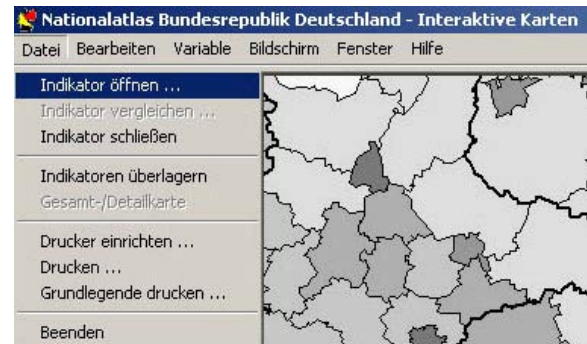 Nationalatlas Bundesrepublik Deutschland - Interaktive Karten
Datei Bearbeiten Variable Bildschirm Fenster Hilfe
Indikator öffnen ...
Indikator vergleichen ...
Indikator schließen
Indikatoren überlagern
Gesamt-/Detailkarte
Drucker einrichten ...
Drucken ...
Grundlegende drucken ...
Beenden